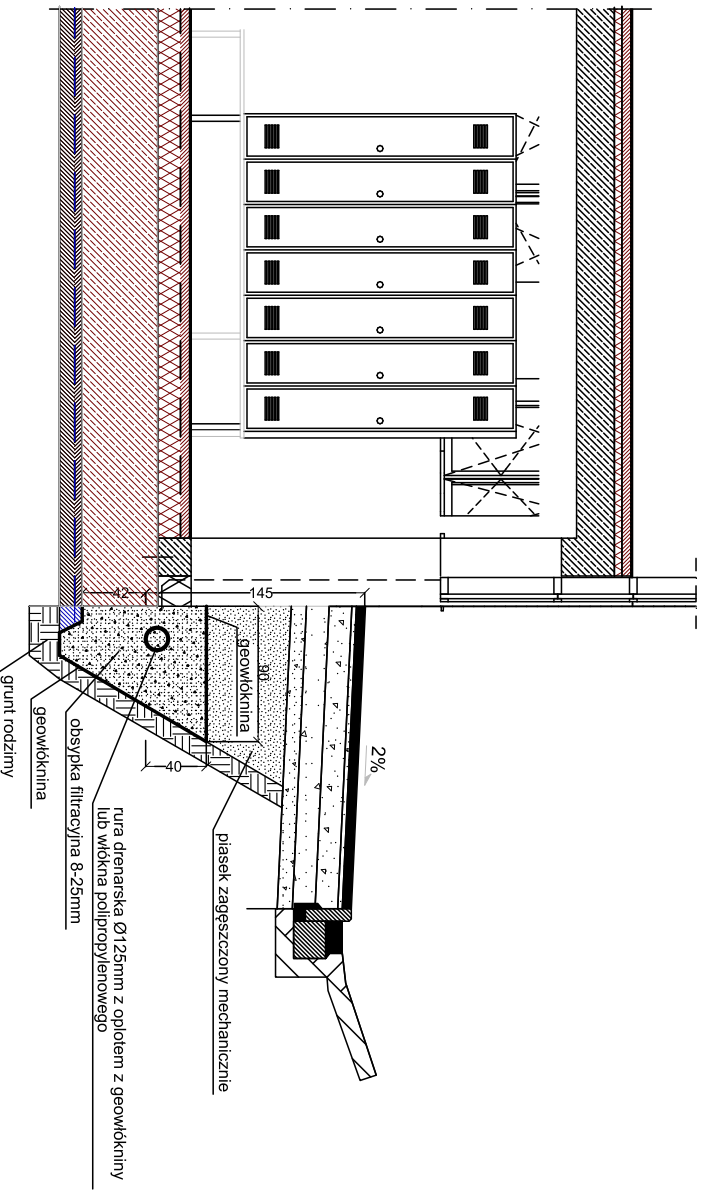 2%
145
42
90
40
geowłóknina
piasek zagęszczony mechanicznie
rura drenarska Ø125mm z oplotem z geowłókniny
lub włókna polipropylenowego
obsypka filtracyjna 8-25mm
geowłóknina
grunt rodzimy